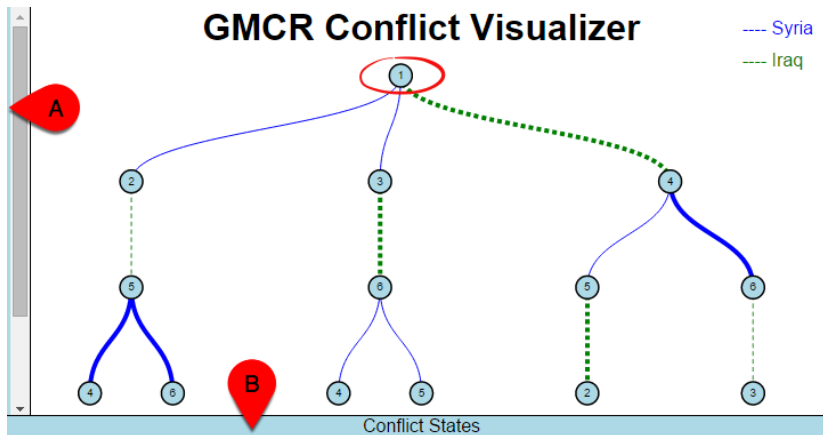 GMCR Conflict Visualizer
---- Syria
---- Iraq
1
A
2 3 4
5 6 5 6
B
4 6 4 5 2 3
Conflict States